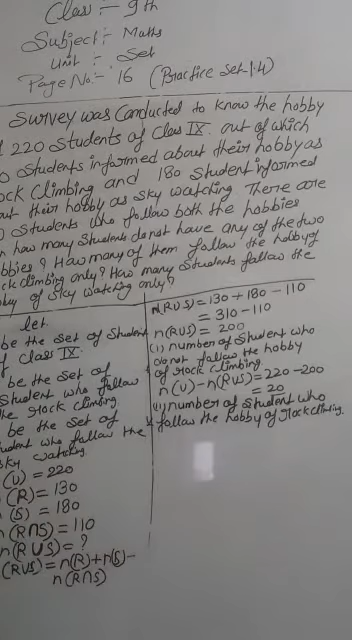 Class:- 9th
Subject:- Maths
Unit:- Set
Page No:- 16 (Practice Set 1.4)
Survey was Conducted to know the hobby
220 Students of Class IX. out of which
0 Students informed about their hobby as
ock Climbing and 180 Student informed
out their hobby as sky watching There are
0 Students who follow both the hobbies
n how many Students do not have any of the two
bbies? How many of them follow the hobby of
ck climbing only? How many students follow the
by of sky watching only?
let
be the set of Student
f class IX.
be the set of
Student who follow
the rock climbing.
be the set of
udent who follow the
sky watching
(U) = 220
(R) = 130
(S) = 180
(R∩S) = 110
n(R∪S) = ?
(R∪S) = n(R) + n(S) -
n(R∩S)
n(R∪S) = 130 + 180 - 110
= 310 - 110
n(R∪S) = 200
(i) number of student who
do not follow the hobby
of rock climbing
n(U) - n(R∪S) = 220 - 200
= 20
(ii) number of student who
follow the hobby of rock climbing.